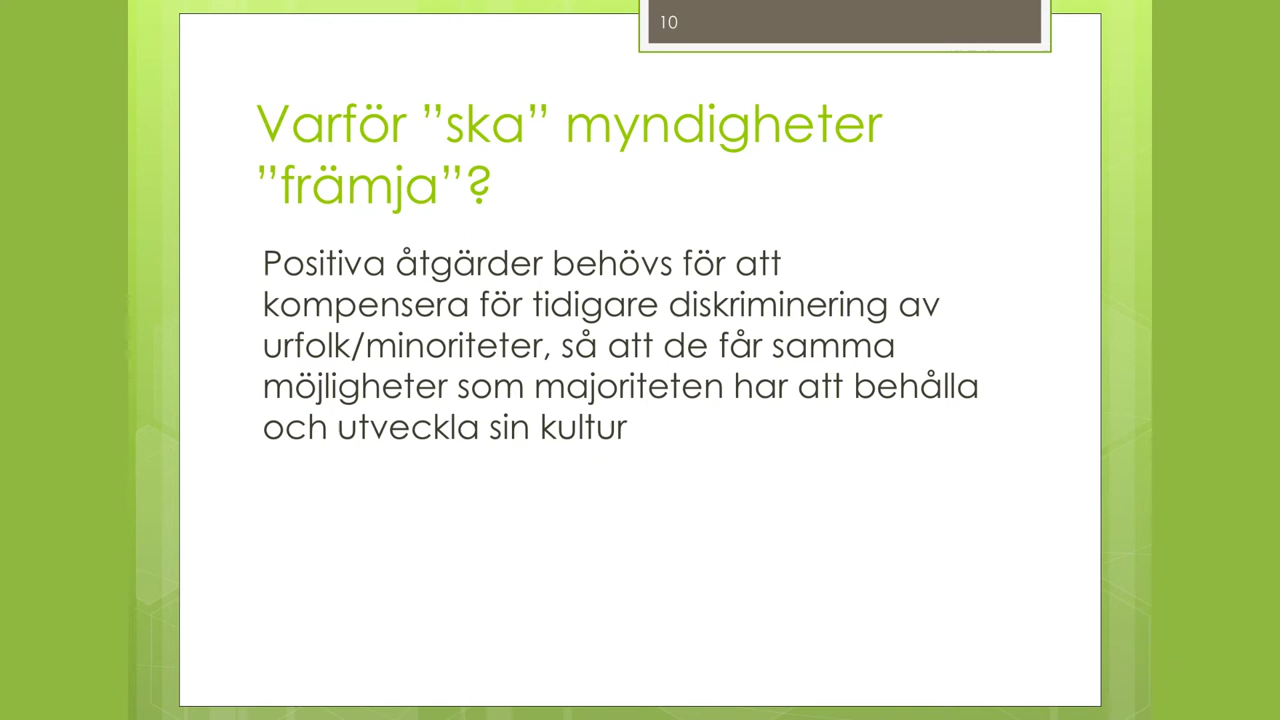 10
Varför ”ska” myndigheter
”främja”?
Positiva åtgärder behövs för att
kompensera för tidigare diskriminering av
urfolk/minoriteter, så att de får samma
möjligheter som majoriteten har att behålla
och utveckla sin kultur